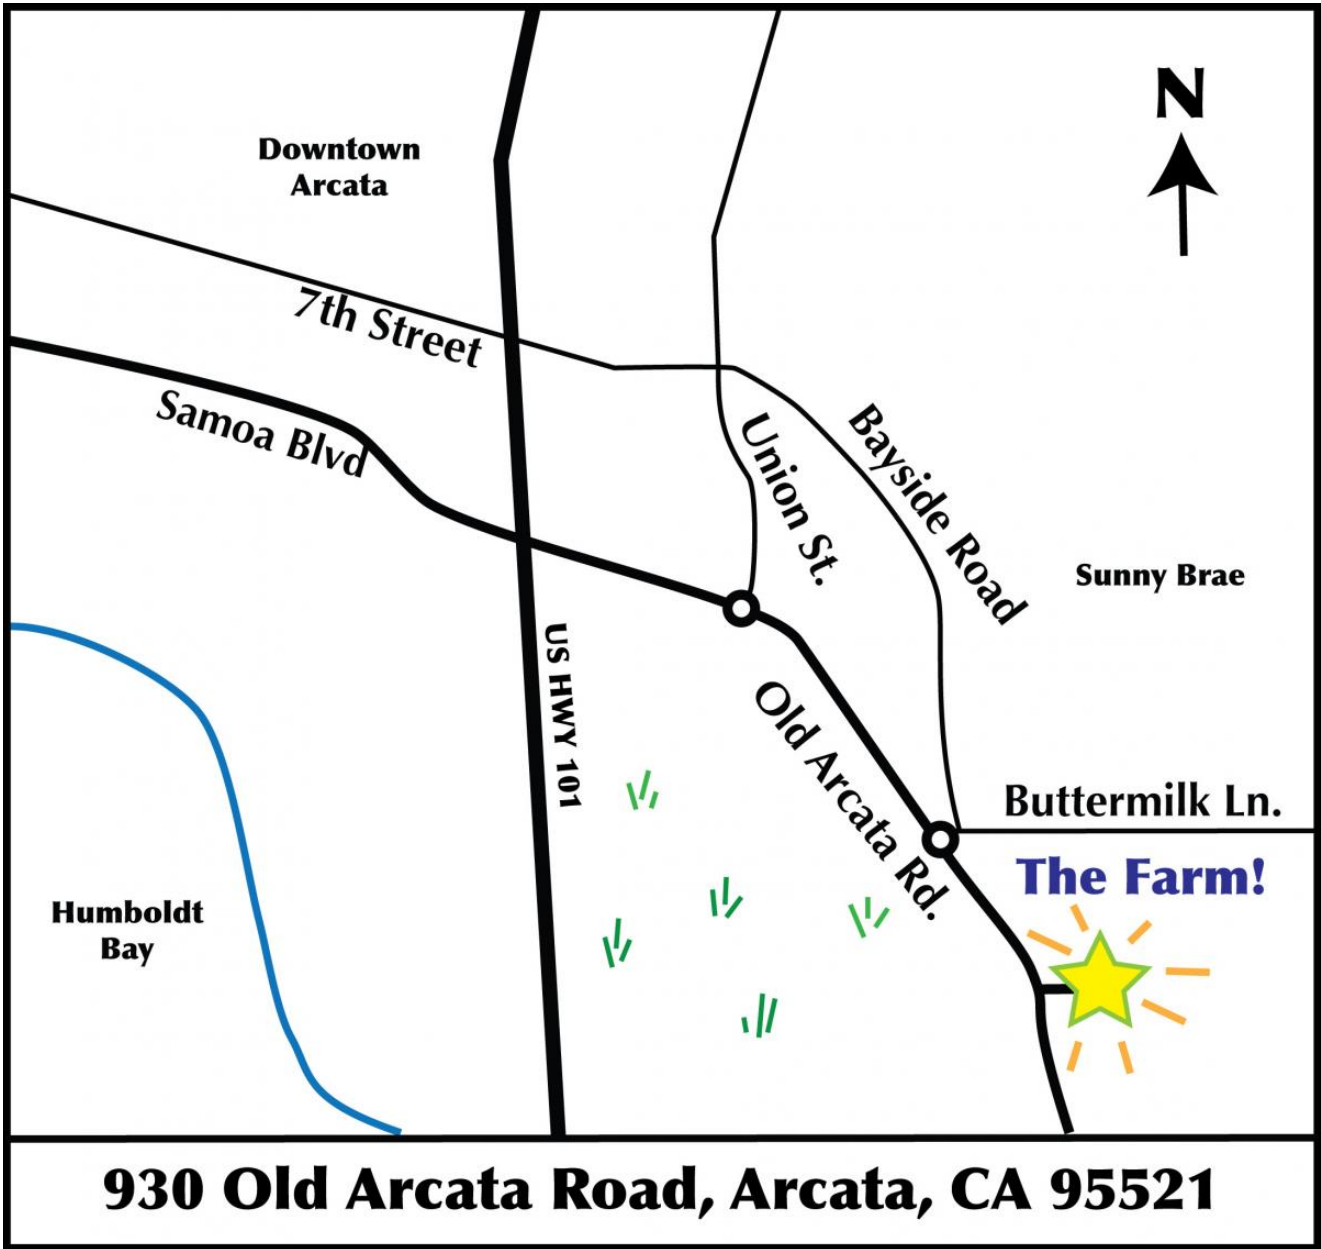 N
Downtown
Arcata
7th Street
Samoa Blvd
Union St.
Bayside Road
Sunny Brae
US HWY 101
Old Arcata Rd.
Buttermilk Ln.
The Farm!
Humboldt
Bay
930 Old Arcata Road, Arcata, CA 95521